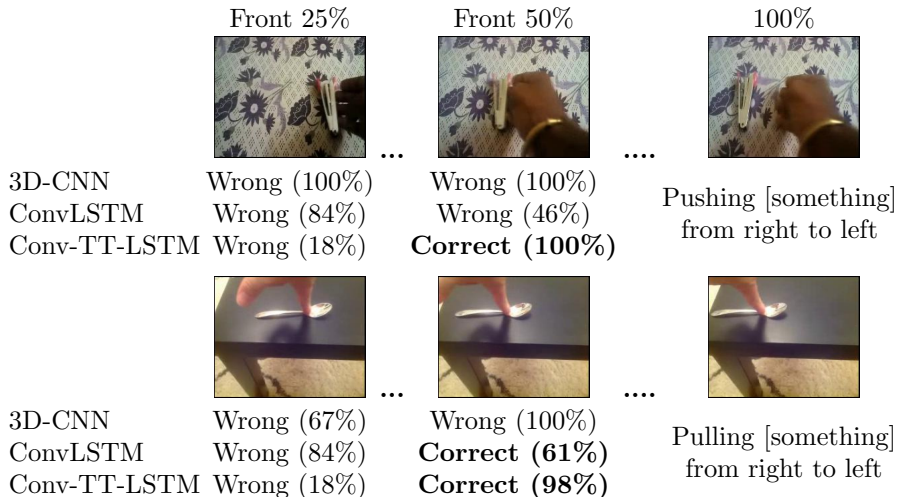 Front 25% Front 50% 100%
... ....
3D-CNN Wrong (100%) Wrong (100%)
ConvLSTM Wrong (84%) Wrong (46%)
Conv-TT-LSTM Wrong (18%) Correct (100%)
Pushing [something]
from right to left
... ....
3D-CNN Wrong (67%) Wrong (100%)
ConvLSTM Wrong (84%) Correct (61%)
Conv-TT-LSTM Wrong (18%) Correct (98%)
Pulling [something]
from right to left